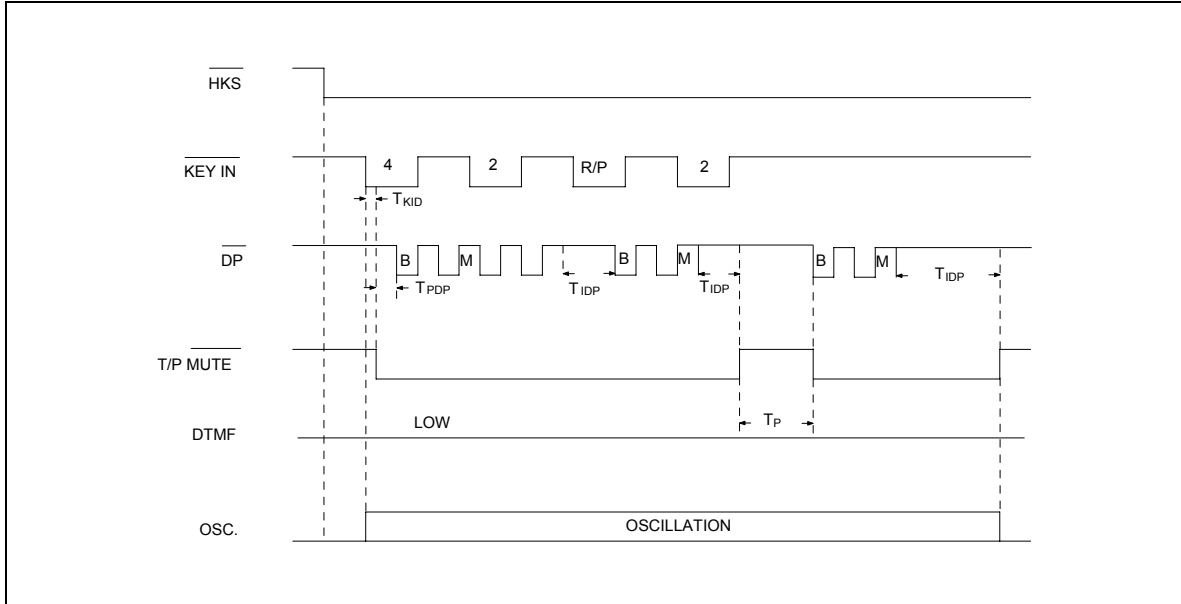 HKS
KEY IN
4
2
R/P
2
TKID
DP
B
M
B
M
B
M
TPDP
TIDP
TIDP
TIDP
T/P MUTE
LOW
TP
DTMF
OSCILLATION
OSC.